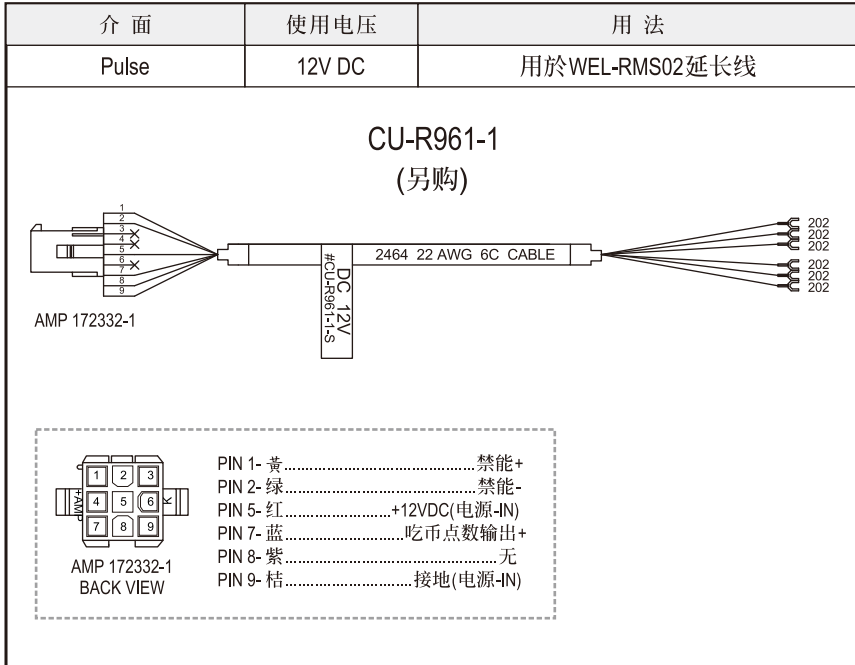 介 面 使用电压 用 法
Pulse 12V DC 用於WEL-RMS02延长线
CU-R961-1
(另购)
1
2
3
4
5
6
7
8
9
AMP 172332-1
DC 12V
#CU-R961-1-S
2464 22 AWG 6C CABLE
202
202
202
202
202
202
1 2 3
4 5 6
7 8 9
AMP
K
AMP 172332-1
BACK VIEW
PIN 1- 黄..............................禁能+
PIN 2- 绿..............................禁能-
PIN 5- 红.................+12VDC(电源-IN)
PIN 7- 蓝...................吃币点数输出+
PIN 8- 紫..................................无
PIN 9- 桔....................接地(电源-IN)